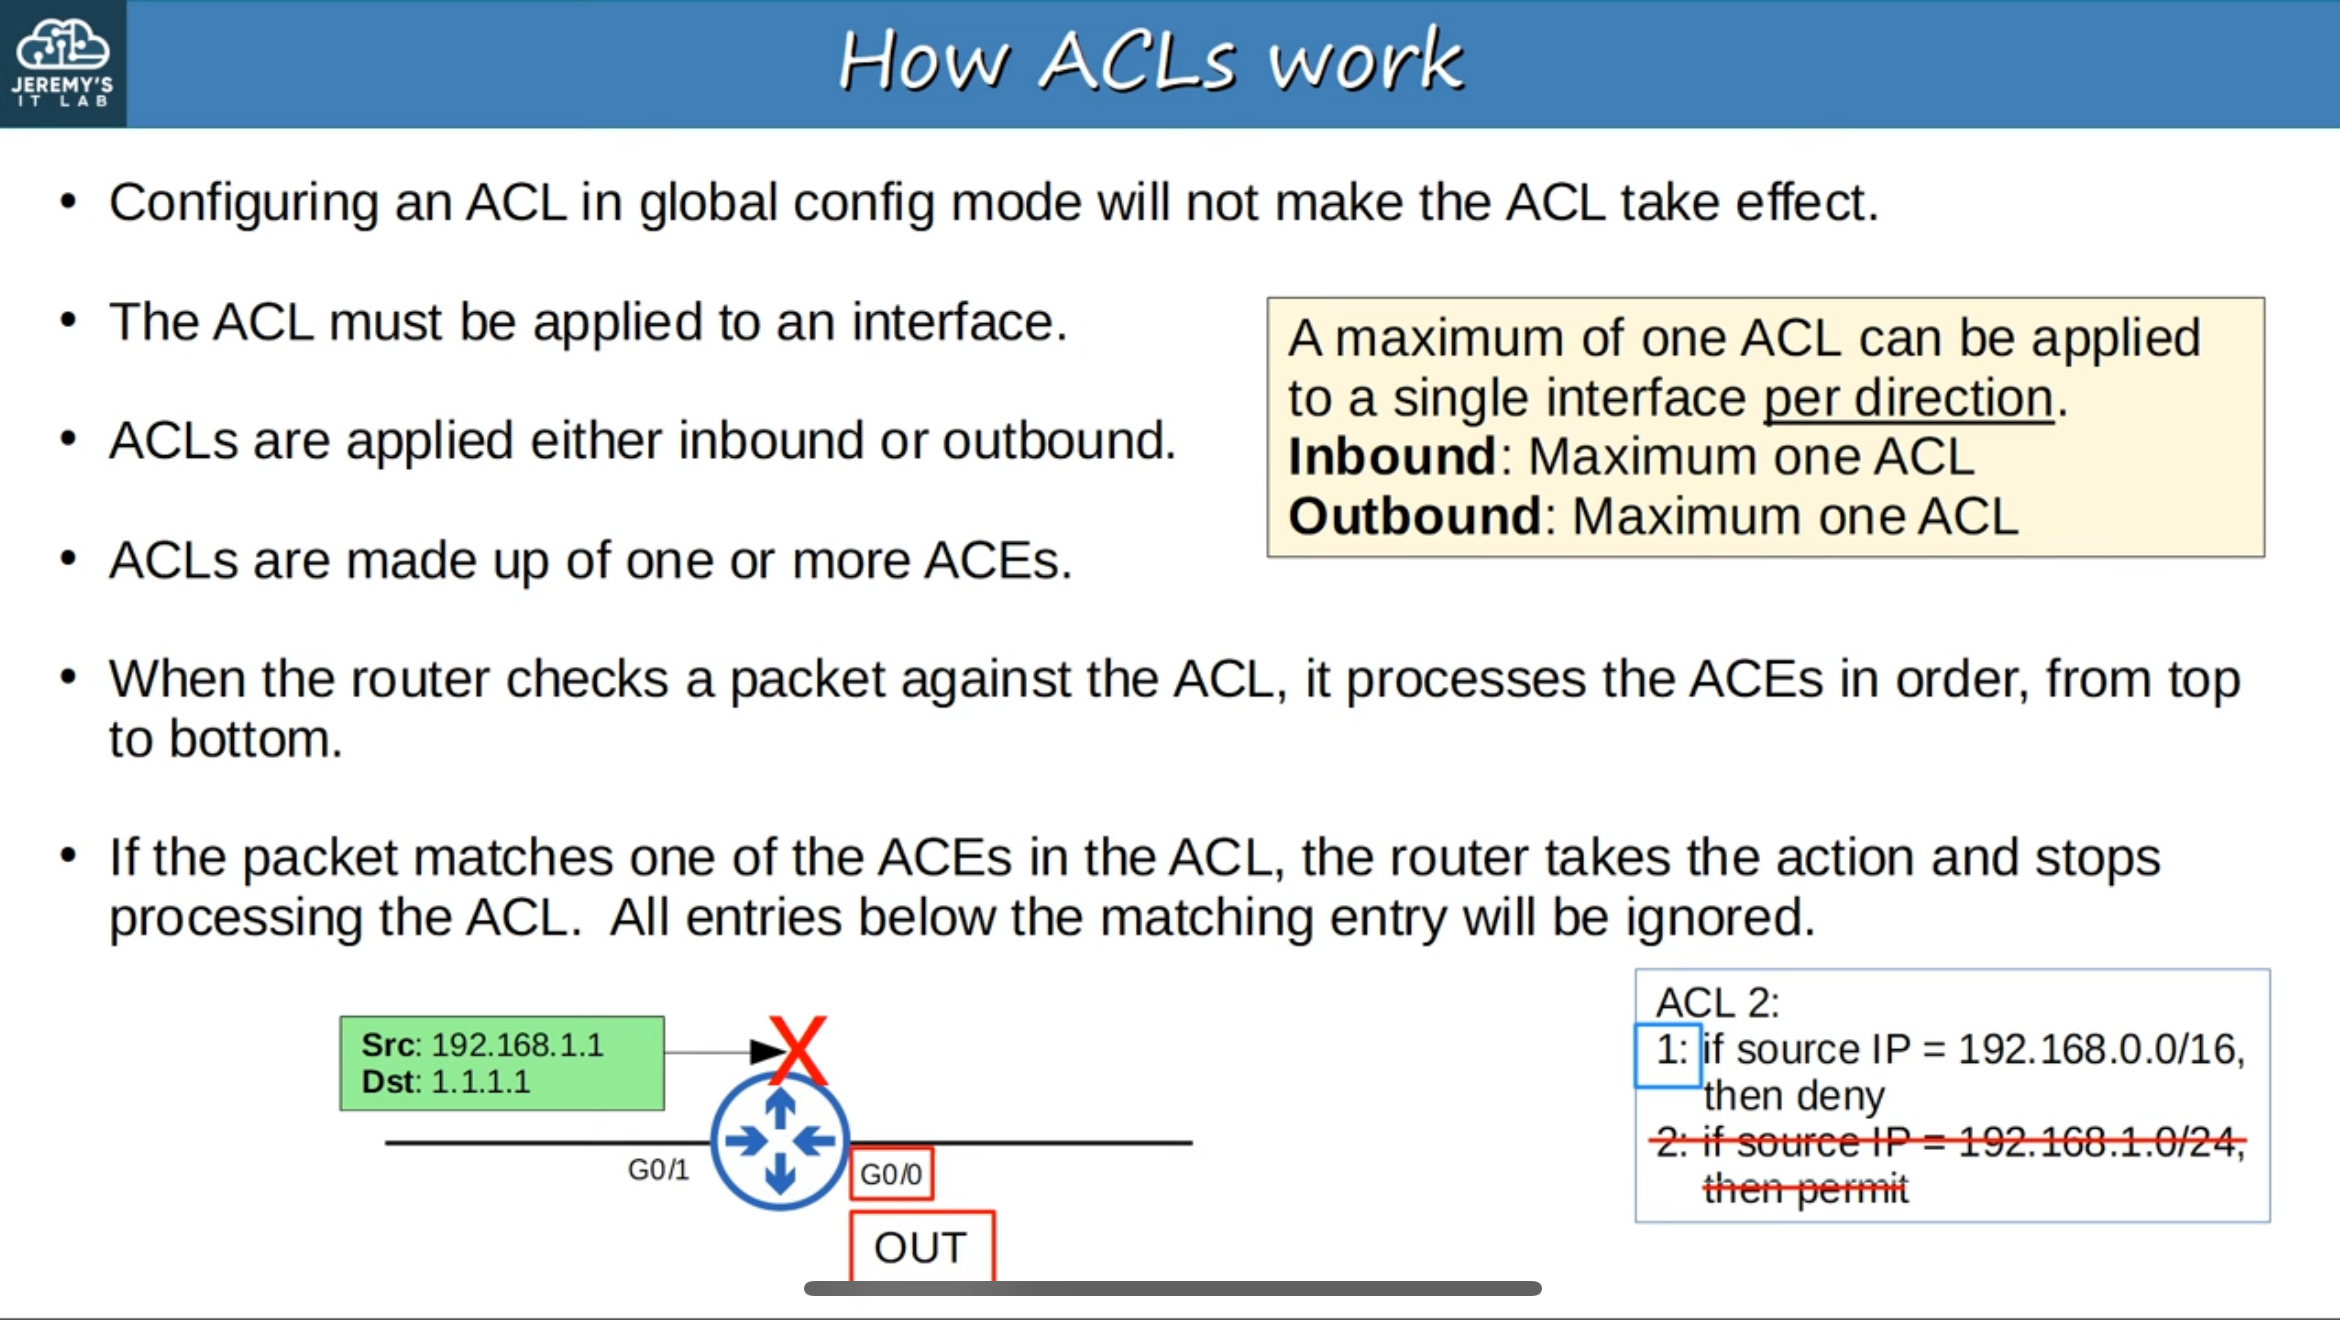 JEREMY'S
IT LAB
How ACLs work
• Configuring an ACL in global config mode will not make the ACL take effect.
• The ACL must be applied to an interface.
• ACLs are applied either inbound or outbound.
• ACLs are made up of one or more ACEs.
A maximum of one ACL can be applied
to a single interface per direction.
Inbound: Maximum one ACL
Outbound: Maximum one ACL
• When the router checks a packet against the ACL, it processes the ACEs in order, from top
to bottom.
• If the packet matches one of the ACEs in the ACL, the router takes the action and stops
processing the ACL.  All entries below the matching entry will be ignored.
Src: 192.168.1.1
Dst: 1.1.1.1
X
G0/1
G0/0
OUT
ACL 2:
1: if source IP = 192.168.0.0/16,
then deny
2: if source IP = 192.168.1.0/24,
then permit